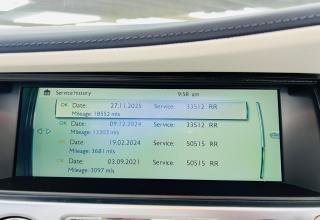 Service History 9:58 am
OK Date: 27.11.2025 Service: 33512 RR
Mileage: 18552 mls
OK Date: 09.12.2024 Service: 33512 RR
Mileage: 13303 mls
OK Date: 19.02.2024 Service: 50515 RR
Mileage: 3681 mls
OK Date: 03.09.2021 Service: 50515 RR
Mileage: 3097 mls